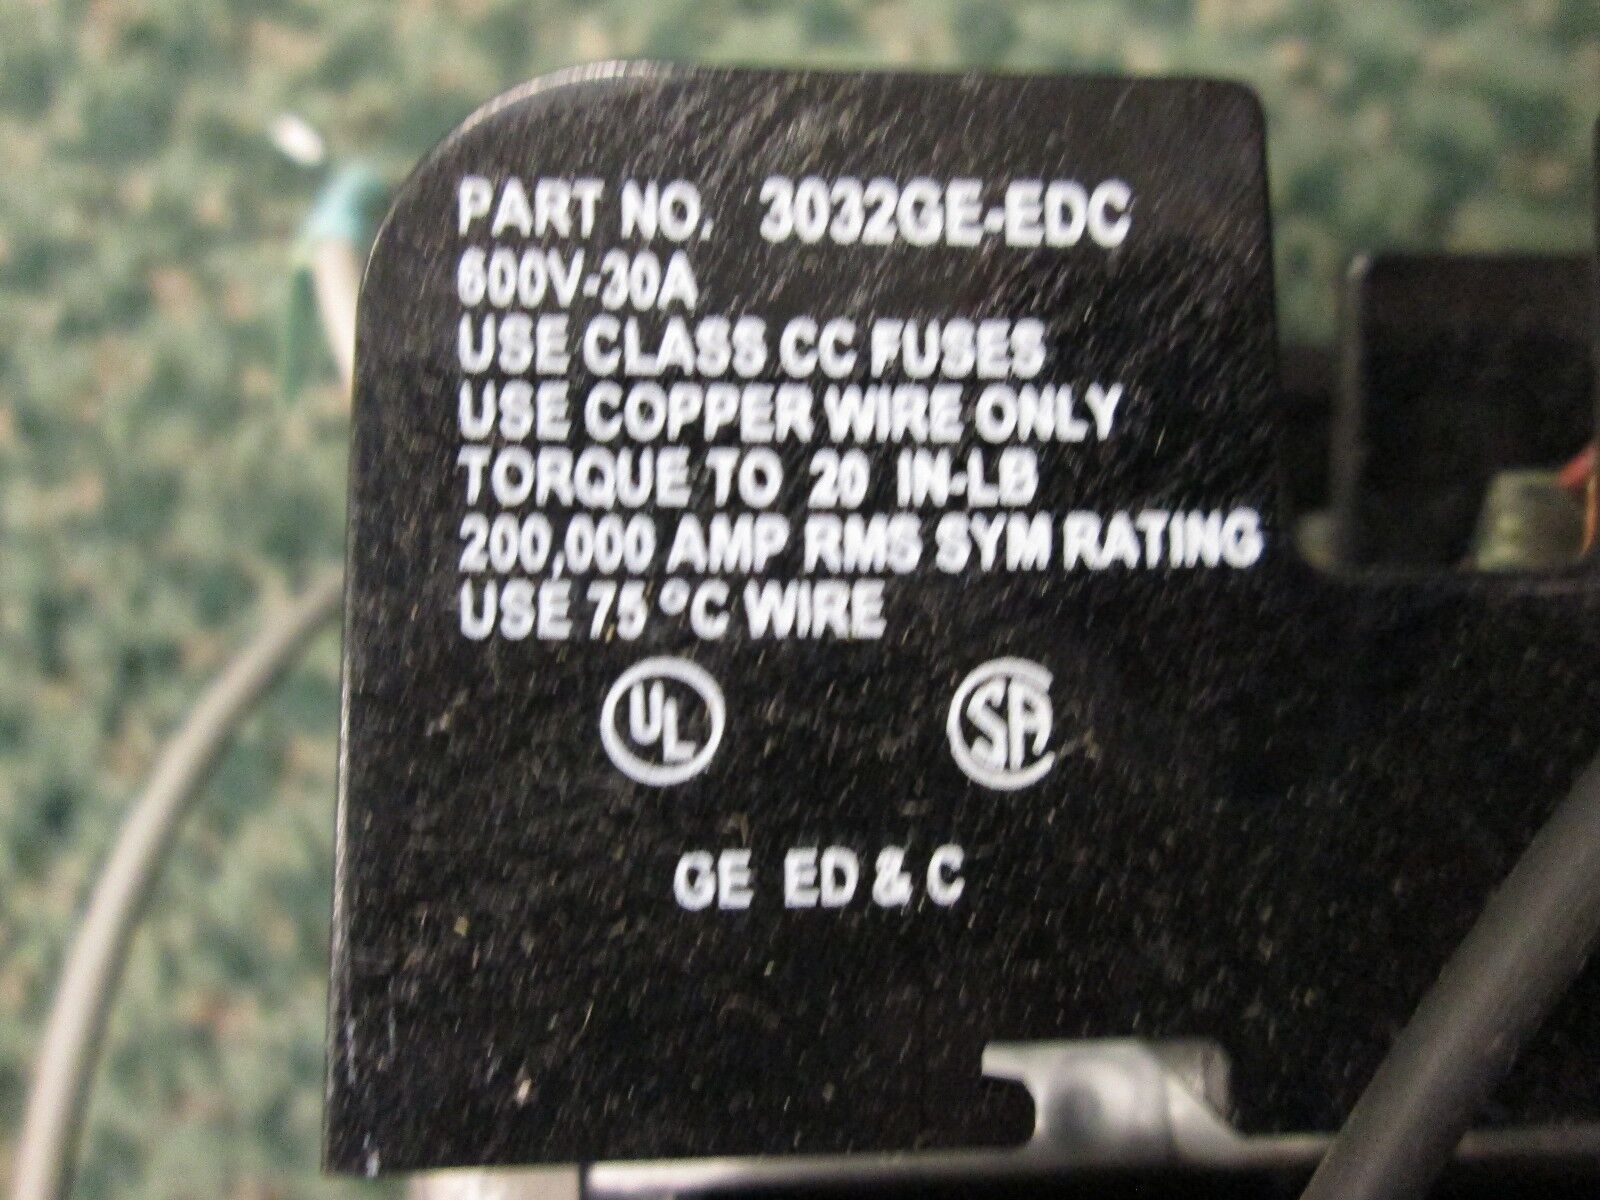 PART NO. 3032GE-EDC
600V-30A
USE CLASS CC FUSES
USE COPPER WIRE ONLY
TORQUE TO 20 IN-LB
200,000 AMP RMS SYM RATING
USE 75 °C WIRE
UL SA
GE ED & C